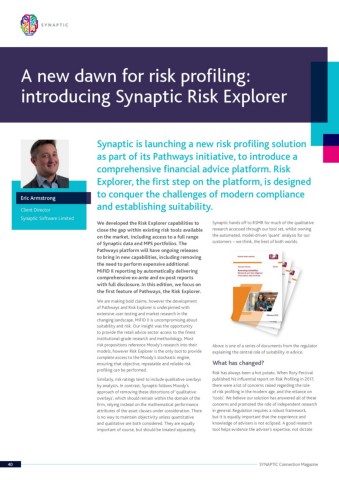 SYNAPTIC
A new dawn for risk profiling:
introducing Synaptic Risk Explorer
Synaptic is launching a new risk profiling solution
as part of its Pathways initiative, to introduce a
comprehensive financial advice platform. Risk
Explorer, the first step on the platform, is designed
to conquer the challenges of modern compliance
and establishing suitability.
Eric Armstrong
Client Director
Synaptic Software Limited
We developed the Risk Explorer capabilities to
close the gap within existing risk tools available
on the market, including access to a full range
of Synaptic data and MPS portfolios. The
Pathways platform will have ongoing releases
to bring in new capabilities, including removing
the need to perform expensive additional
MIFID II reporting by automatically delivering
comprehensive ex-ante and ex-post reports
with full disclosure. In this edition, we focus on
the first feature of Pathways, the Risk Explorer.
We are making bold claims, however the development
of Pathways and Risk Explorer is underpinned with
extensive user testing and market research in the
changing landscape. MIFID II is uncompromising about
suitability and risk. Our insight was the opportunity
to provide the retail advice sector access to the finest
institutional-grade research and methodology. Most
risk propositions reference Moody's research into their
models, however Risk Explorer is the only tool to provide
complete access to the Moody's stochastic engine,
ensuring that objective, repeatable and reliable risk
profiling can be performed.
Similarly, risk ratings tend to include qualitative overlays
by analysts. In contrast, Synaptic follows Moody's
approach of removing these distortions of 'qualitative
overlays', which should remain within the domain of the
firm, relying instead on the mathematical performance
attributes of the asset classes under consideration. There
is no way to maintain objectivity unless quantitative
and qualitative are both considered. They are equally
important of course, but should be treated separately.
Synaptic hands off to RSMR for much of the qualitative
research accessed through our tool set, whilst owning
the automated, model-driven 'quant' analysis for our
customers – we think, the best of both worlds.
Above is one of a series of documents from the regulator
explaining the central role of suitability in advice.
What has changed?
Risk has always been a hot potato. When Rory Percival
published his influential report on Risk Profiling in 2017,
there were a lot of concerns raised regarding the role
of risk profiling in the modern age, and the reliance on
'tools'. We believe our solution has answered all of these
concerns and promoted the role of independent research
in general. Regulation requires a robust framework,
but it is equally important that the experience and
knowledge of advisers is not eclipsed. A good research
tool helps evidence the adviser's expertise, not dictate
40
SYNAPTIC Connection Magazine